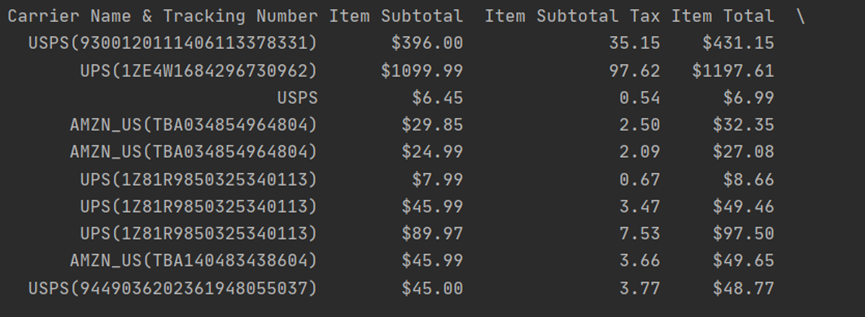 Carrier Name & Tracking Number Item Subtotal  Item Subtotal Tax Item Total  \
USPS(9300120111406113378331)       $396.00              35.15    $431.15
UPS(1ZE4W1684296730962)      $1099.99              97.62   $1197.61
USPS         $6.45               0.54      $6.99
AMZN_US(TBA034854964804)        $29.85               2.50     $32.35
AMZN_US(TBA034854964804)        $24.99               2.09     $27.08
UPS(1Z81R9850325340113)         $7.99               0.67      $8.66
UPS(1Z81R9850325340113)        $45.99               3.47     $49.46
UPS(1Z81R9850325340113)        $89.97               7.53     $97.50
AMZN_US(TBA140483438604)        $45.99               3.66     $49.65
USPS(9449036202361948055037)        $45.00               3.77     $48.77